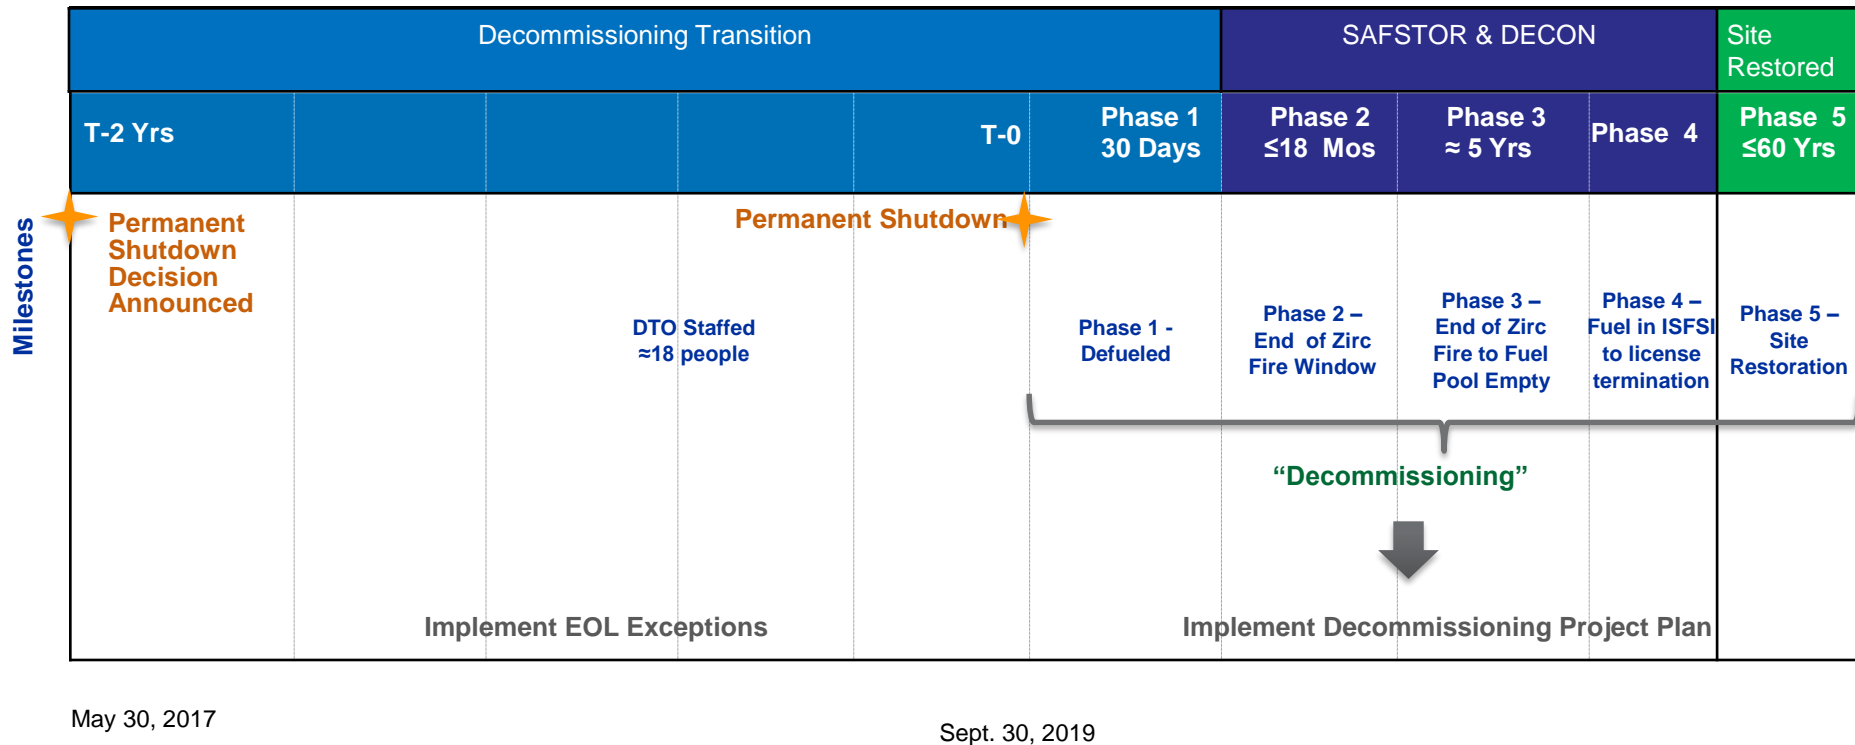 Decommissioning Transition
SAFSTOR & DECON
Site
Restored
T-2 Yrs
T-0
Phase 1
30 Days
Phase 2
≤18 Mos
Phase 3
≈ 5 Yrs
Phase 4
Phase 5
≤60 Yrs
Milestones
Permanent
Shutdown
Decision
Announced
Permanent Shutdown
DTO Staffed
≈18 people
Phase 1 -
Defueled
Phase 2 –
End of Zirc
Fire Window
Phase 3 –
End of Zirc
Fire to Fuel
Pool Empty
Phase 4 –
Fuel in ISFSI
to license
termination
Phase 5 –
Site
Restoration
“Decommissioning”
Implement EOL Exceptions
Implement Decommissioning Project Plan
May 30, 2017
Sept. 30, 2019